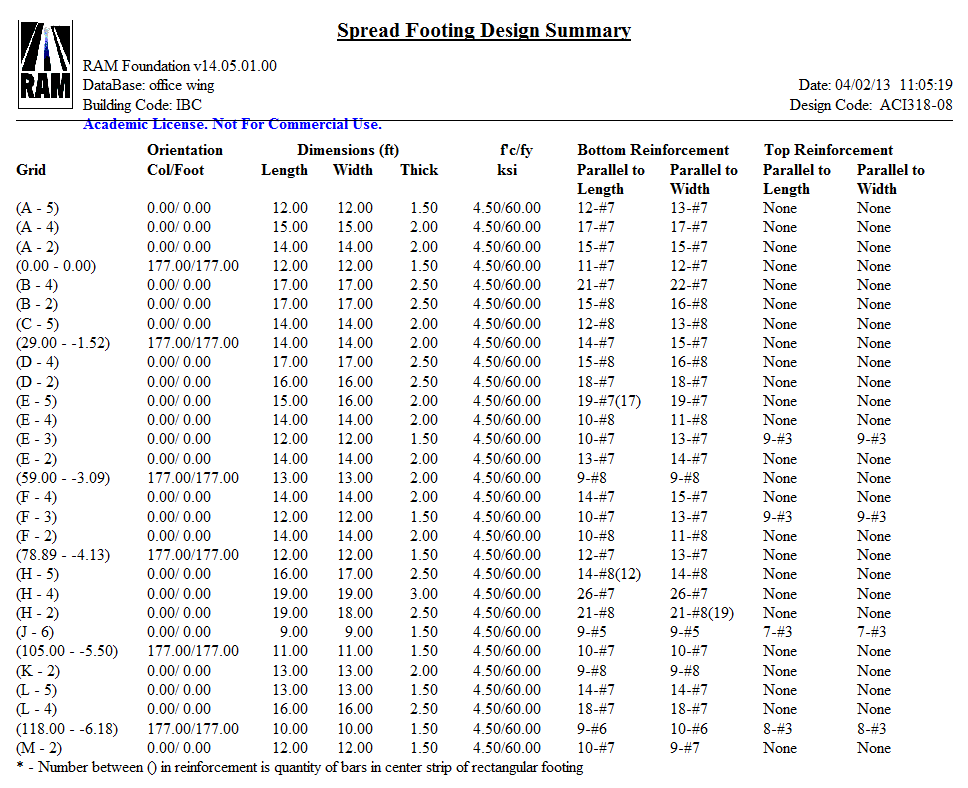 Spread Footing Design Summary
RAM
RAM Foundation v14.05.01.00
DataBase: office wing Date: 04/02/13 11:05:19
Building Code: IBC Design Code: ACI318-08
Academic License. Not For Commercial Use.
Orientation Dimensions (ft) f'c/fy Bottom Reinforcement Top Reinforcement
Grid Col/Foot Length Width Thick ksi Parallel to Parallel to Parallel to Parallel to
Length Width Length Width
(A - 5) 0.00/ 0.00 12.00 12.00 1.50 4.50/60.00 12-#7 13-#7 None None
(A - 4) 0.00/ 0.00 15.00 15.00 2.00 4.50/60.00 17-#7 17-#7 None None
(A - 2) 0.00/ 0.00 14.00 14.00 2.00 4.50/60.00 15-#7 15-#7 None None
(0.00 - 0.00) 177.00/177.00 12.00 12.00 1.50 4.50/60.00 11-#7 12-#7 None None
(B - 4) 0.00/ 0.00 17.00 17.00 2.50 4.50/60.00 21-#7 22-#7 None None
(B - 2) 0.00/ 0.00 17.00 17.00 2.50 4.50/60.00 15-#8 16-#8 None None
(C - 5) 0.00/ 0.00 14.00 14.00 2.00 4.50/60.00 12-#8 13-#8 None None
(29.00 - -1.52) 177.00/177.00 14.00 14.00 2.00 4.50/60.00 14-#7 15-#7 None None
(D - 4) 0.00/ 0.00 17.00 17.00 2.50 4.50/60.00 15-#8 16-#8 None None
(D - 2) 0.00/ 0.00 16.00 16.00 2.50 4.50/60.00 18-#7 18-#7 None None
(E - 5) 0.00/ 0.00 15.00 16.00 2.00 4.50/60.00 19-#7(17) 19-#7 None None
(E - 4) 0.00/ 0.00 14.00 14.00 2.00 4.50/60.00 10-#8 11-#8 None None
(E - 3) 0.00/ 0.00 12.00 12.00 1.50 4.50/60.00 10-#7 13-#7 9-#3 9-#3
(E - 2) 0.00/ 0.00 14.00 14.00 2.00 4.50/60.00 13-#7 14-#7 None None
(59.00 - -3.09) 177.00/177.00 13.00 13.00 2.00 4.50/60.00 9-#8 9-#8 None None
(F - 4) 0.00/ 0.00 14.00 14.00 2.00 4.50/60.00 14-#7 15-#7 None None
(F - 3) 0.00/ 0.00 12.00 12.00 1.50 4.50/60.00 10-#7 13-#7 9-#3 9-#3
(F - 2) 0.00/ 0.00 14.00 14.00 2.00 4.50/60.00 10-#8 11-#8 None None
(78.89 - -4.13) 177.00/177.00 12.00 12.00 1.50 4.50/60.00 12-#7 13-#7 None None
(H - 5) 0.00/ 0.00 16.00 17.00 2.50 4.50/60.00 14-#8(12) 14-#8 None None
(H - 4) 0.00/ 0.00 19.00 19.00 3.00 4.50/60.00 26-#7 26-#7 None None
(H - 2) 0.00/ 0.00 19.00 18.00 2.50 4.50/60.00 21-#8 21-#8(19) None None
(J - 6) 0.00/ 0.00 9.00 9.00 1.50 4.50/60.00 9-#5 9-#5 7-#3 7-#3
(105.00 - -5.50) 177.00/177.00 11.00 11.00 1.50 4.50/60.00 10-#7 10-#7 None None
(K - 2) 0.00/ 0.00 13.00 13.00 2.00 4.50/60.00 9-#8 9-#8 None None
(L - 5) 0.00/ 0.00 13.00 13.00 1.50 4.50/60.00 14-#7 14-#7 None None
(L - 4) 0.00/ 0.00 16.00 16.00 2.50 4.50/60.00 18-#7 18-#7 None None
(118.00 - -6.18) 177.00/177.00 10.00 10.00 1.50 4.50/60.00 9-#6 10-#6 8-#3 8-#3
(M - 2) 0.00/ 0.00 12.00 12.00 1.50 4.50/60.00 10-#7 9-#7 None None
* - Number between () in reinforcement is quantity of bars in center strip of rectangular footing